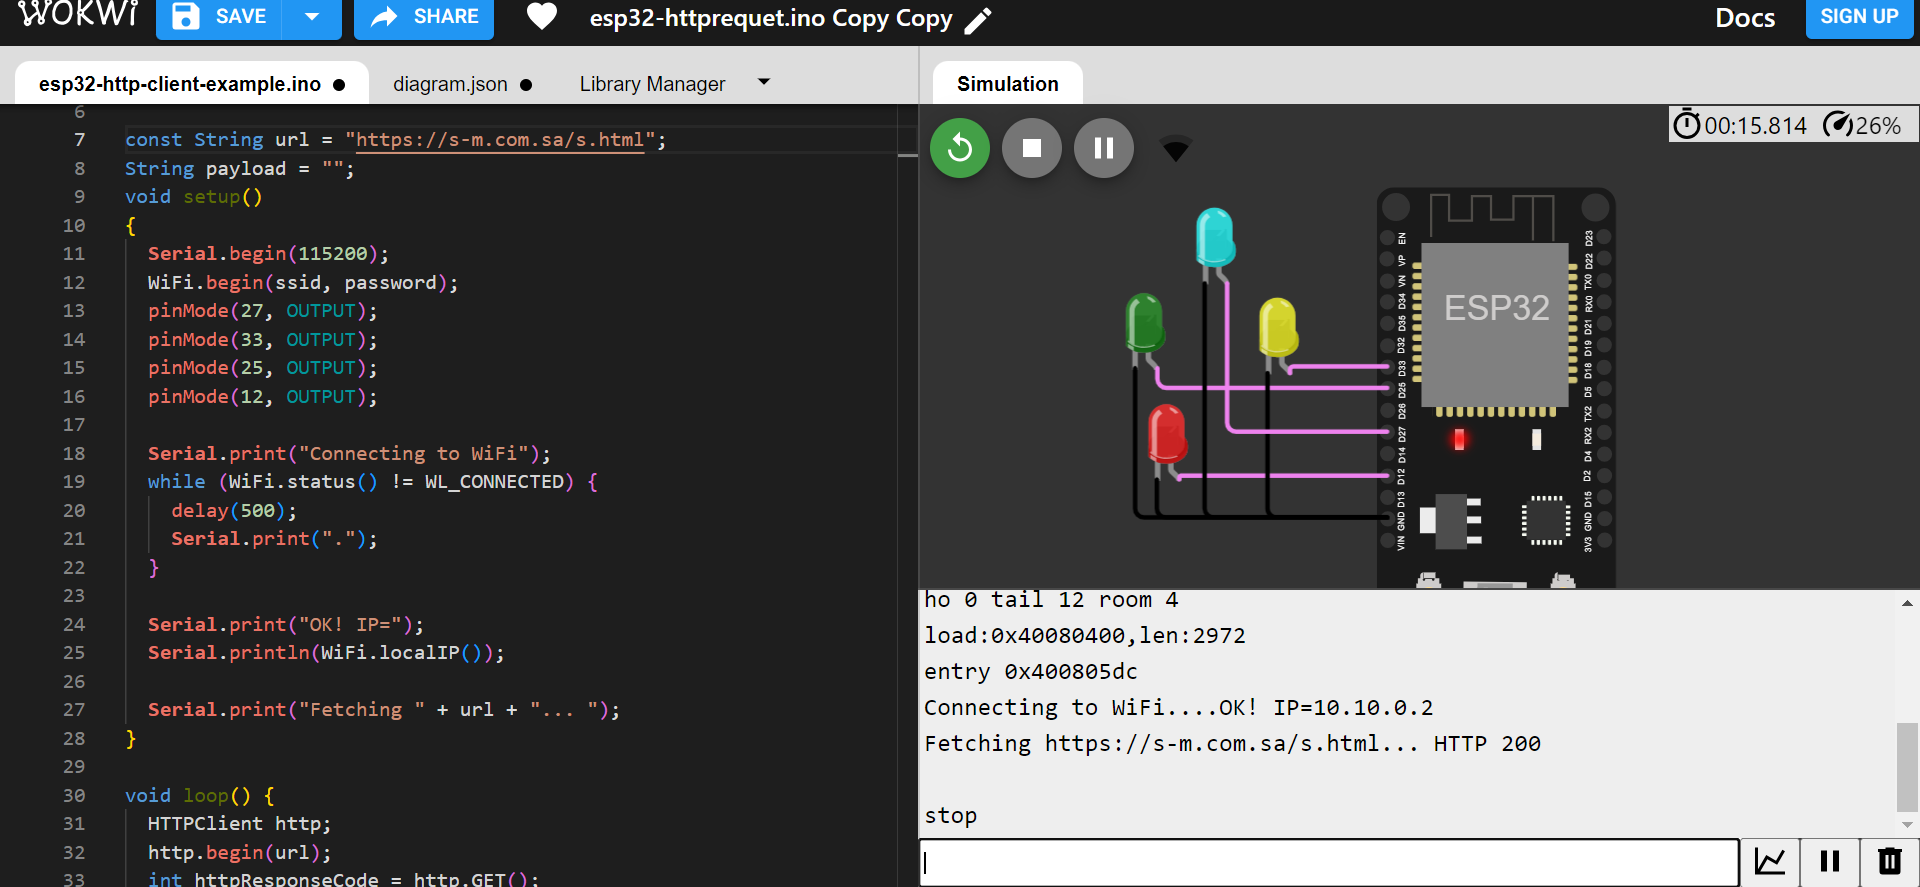 WOKWi SAVE SHARE esp32-httprequet.ino Copy Copy Docs SIGN UP
esp32-http-client-example.ino diagram.json Library Manager
6
7 const String url = "https://s-m.com.sa/s.html";
8 String payload = "";
9 void setup()
10 {
11 Serial.begin(115200);
12 WiFi.begin(ssid, password);
13 pinMode(27, OUTPUT);
14 pinMode(33, OUTPUT);
15 pinMode(25, OUTPUT);
16 pinMode(12, OUTPUT);
17
18 Serial.print("Connecting to WiFi");
19 while (WiFi.status() != WL_CONNECTED) {
20 delay(500);
21 Serial.print(".");
22 }
23
24 Serial.print("OK! IP=");
25 Serial.println(WiFi.localIP());
26
27 Serial.print("Fetching " + url + "... ");
28 }
29
30 void loop() {
31 HTTPClient http;
32 http.begin(url);
33 int httpResponseCode = http.GET();
Simulation
00:15.814 26%
ESP32
EN
VP
VN
D34
D35
D32
D33
D25
D26
D27
D14
D12
D13
GND
VIN
D23
D22
TX0
RX0
D21
D19
D18
D5
TX2
RX2
D4
D2
D15
GND
3V3
ho 0 tail 12 room 4
load:0x40080400,len:2972
entry 0x400805dc
Connecting to WiFi....OK! IP=10.10.0.2
Fetching https://s-m.com.sa/s.html... HTTP 200
stop